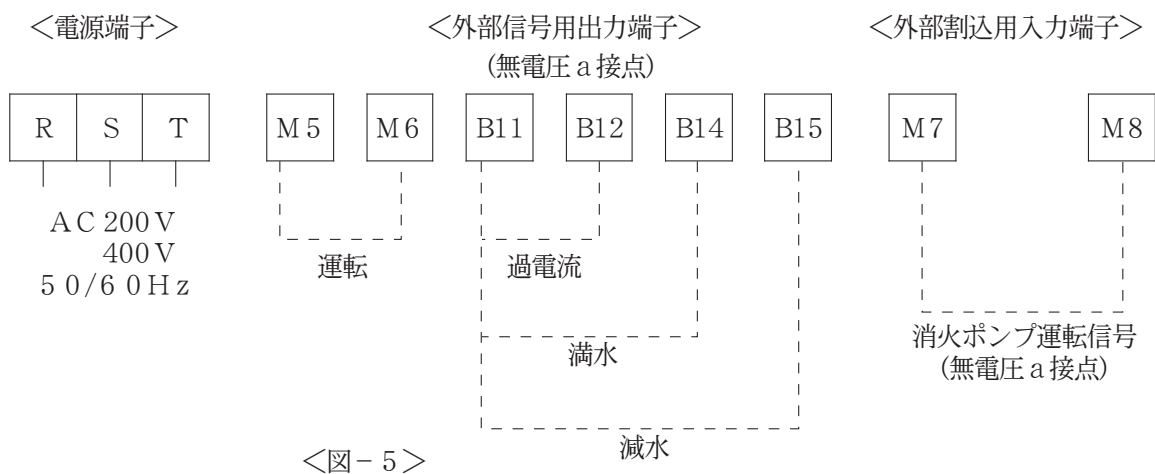 ＜電源端子＞
＜外部信号用出力端子＞
(無電圧ａ接点)
＜外部割込用入力端子＞
R S T
M5 M6 B11 B12 B14 B15
M7 M8
AC200V
400V
50/60Hz
運転
過電流
満水
減水
消火ポンプ運転信号
(無電圧ａ接点)
＜図－5＞